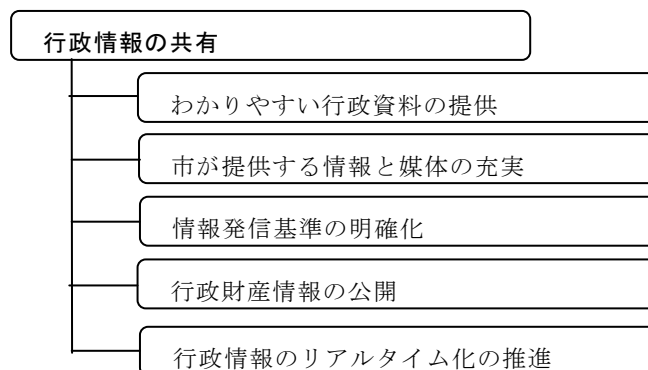 行政情報の共有
わかりやすい行政資料の提供
市が提供する情報と媒体の充実
情報発信基準の明確化
行政財産情報の公開
行政情報のリアルタイム化の推進